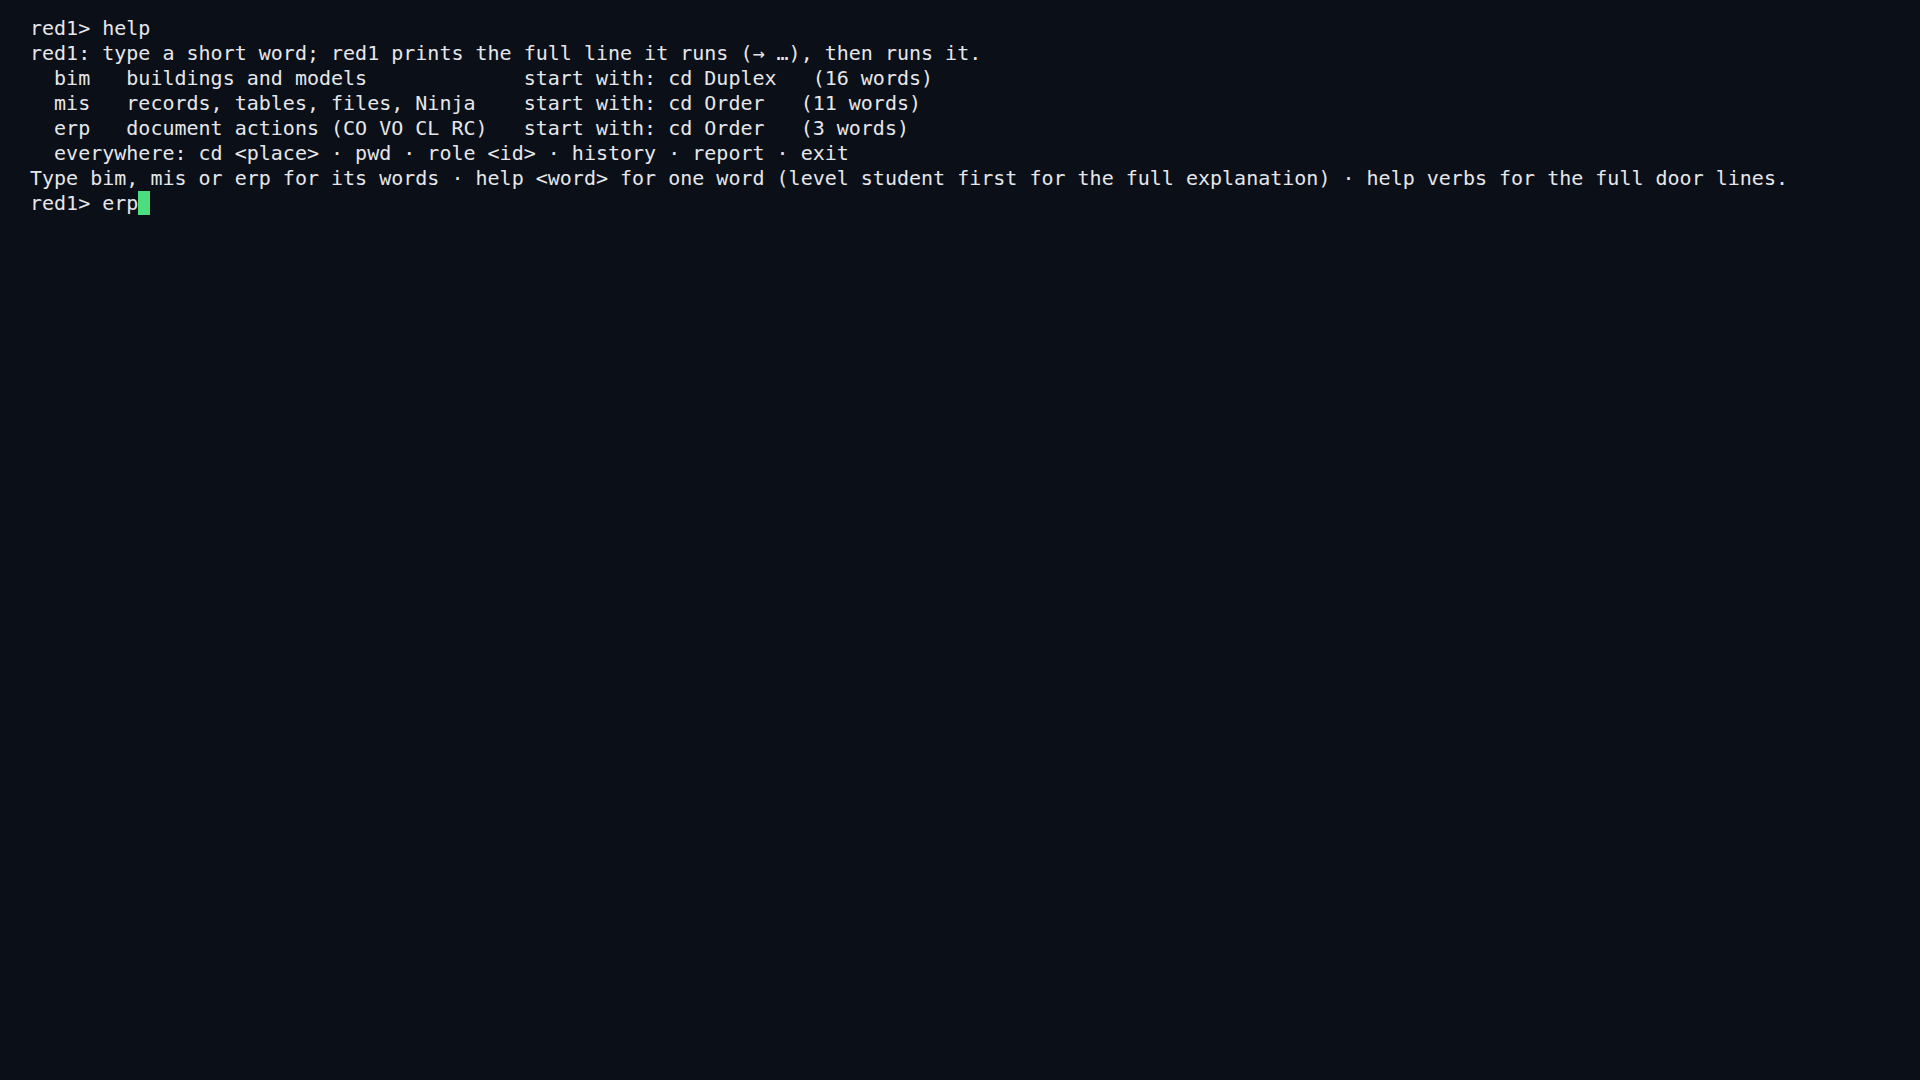 red1> help
red1: type a short word; red1 prints the full line it runs (→ …), then runs it.
  bim   buildings and models             start with: cd Duplex   (16 words)
  mis   records, tables, files, Ninja    start with: cd Order   (11 words)
  erp   document actions (CO VO CL RC)   start with: cd Order   (3 words)
  everywhere: cd <place> · pwd · role <id> · history · report · exit
Type bim, mis or erp for its words · help <word> for one word (level student first for the full explanation) · help verbs for the full door lines.
red1> erp